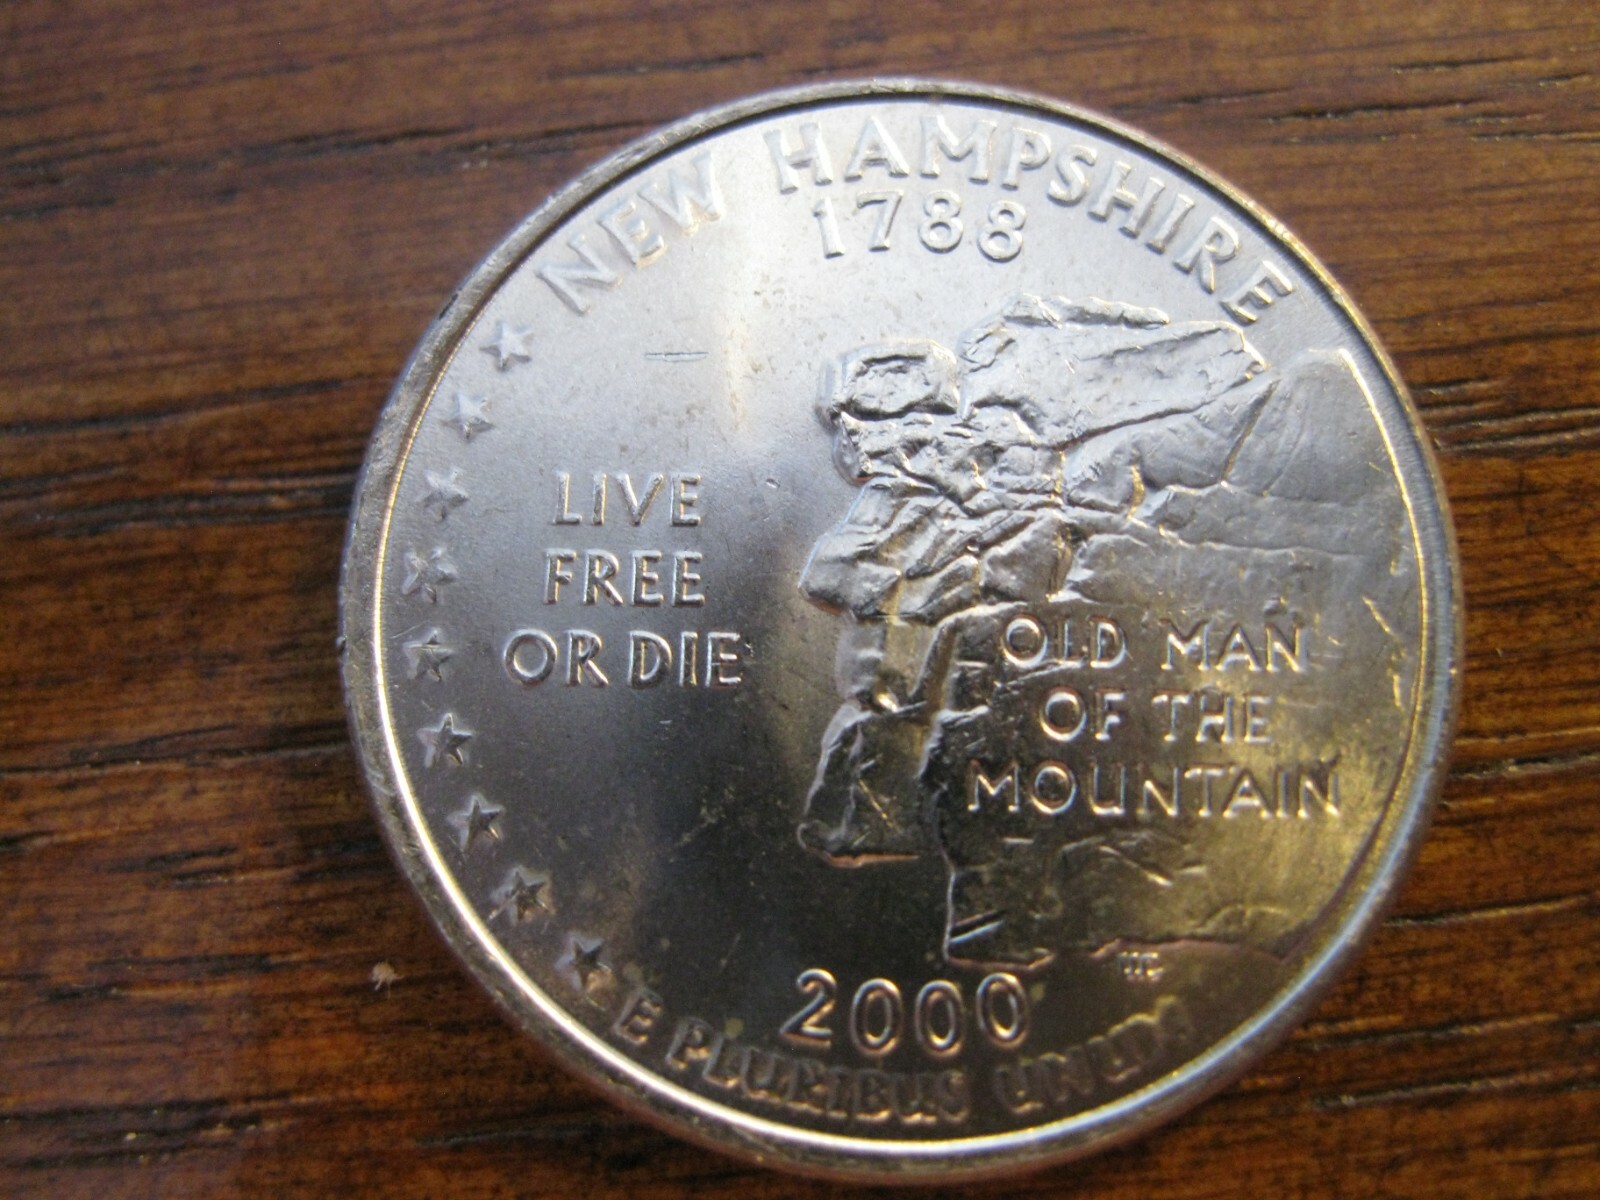 NEW HAMPSHIRE
1788
LIVE
FREE
OR DIE
OLD MAN
OF THE
MOUNTAIN
2000
E PLURIBUS UNUM